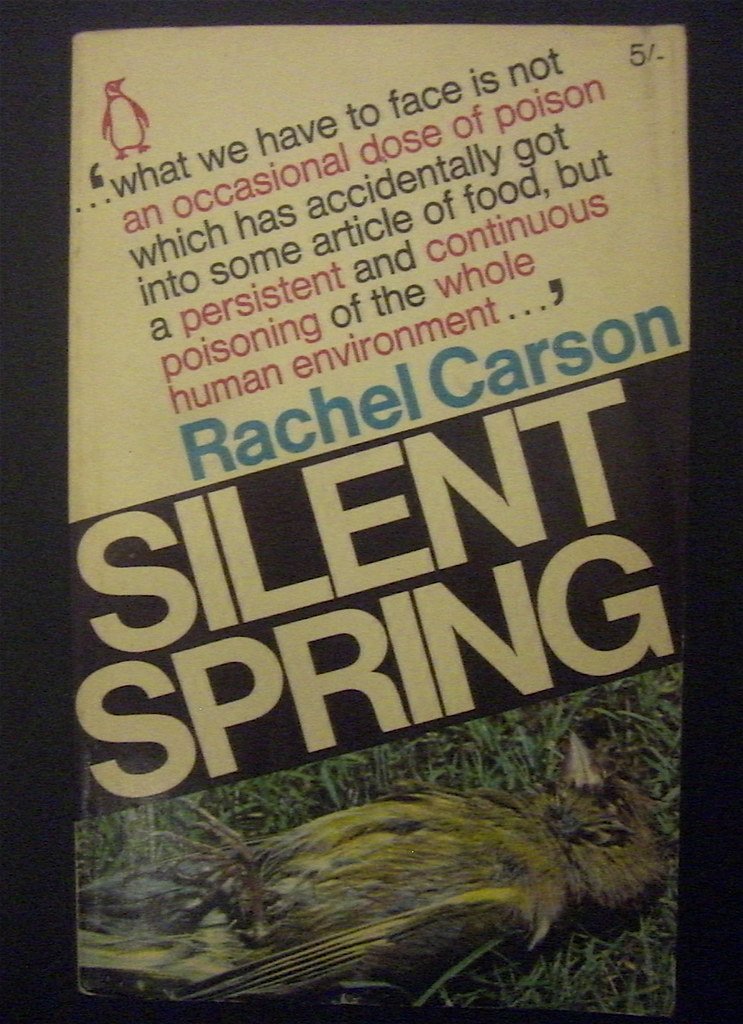 5/-
‘...what we have to face is not
an occasional dose of poison
which has accidentally got
into some article of food, but
a persistent and continuous
poisoning of the whole
human environment...’
Rachel Carson
SILENT
SPRING